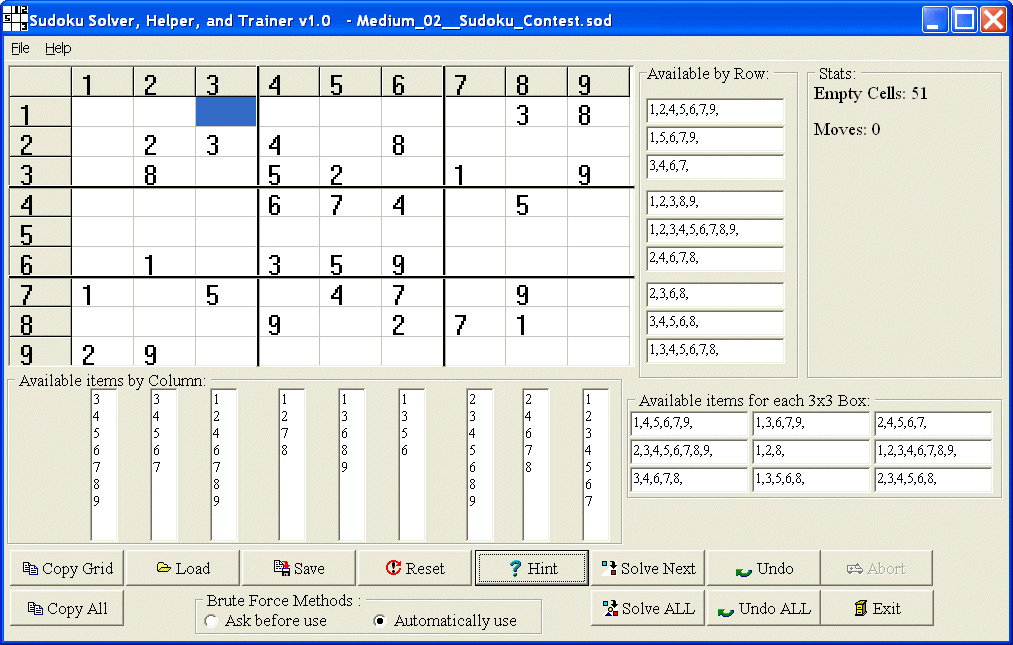 Sudoku Solver, Helper, and Trainer v1.0 - Medium_02__Sudoku_Contest.sod
File Help
1 2 3 4 5 6 7 8 9
1 3 8
2 2 3 4 8
3 8 5 2 1 9
4 6 7 4 5
5
6 1 3 5 9
7 1 5 4 7 9
8 9 2 7 1
9 2 9
Available by Row:
1,2,4,5,6,7,9,
1,5,6,7,9,
3,4,6,7,
1,2,3,8,9,
1,2,3,4,5,6,7,8,9,
2,4,6,7,8,
2,3,6,8,
3,4,5,6,8,
1,3,4,5,6,7,8,
Stats:
Empty Cells: 51
Moves: 0
Available items by Column:
3 3 1 1 1 1 2 2 1
4 4 2 2 3 3 3 4 2
5 5 4 7 6 5 4 6 3
6 6 6 8 8 6 5 7 4
7 7 7 9 6 8 5
8 8 8 6
9 9 9 7
Available items for each 3x3 Box:
1,4,5,6,7,9, 1,3,6,7,9, 2,4,5,6,7,
2,3,4,5,6,7,8,9, 1,2,8, 1,2,3,4,6,7,8,9,
3,4,6,7,8, 1,3,5,6,8, 2,3,4,5,6,8,
Copy Grid Load Save Reset ? Hint Solve Next Undo Abort
Copy All Brute Force Methods : Solve ALL Undo ALL Exit
Ask before use Automatically use